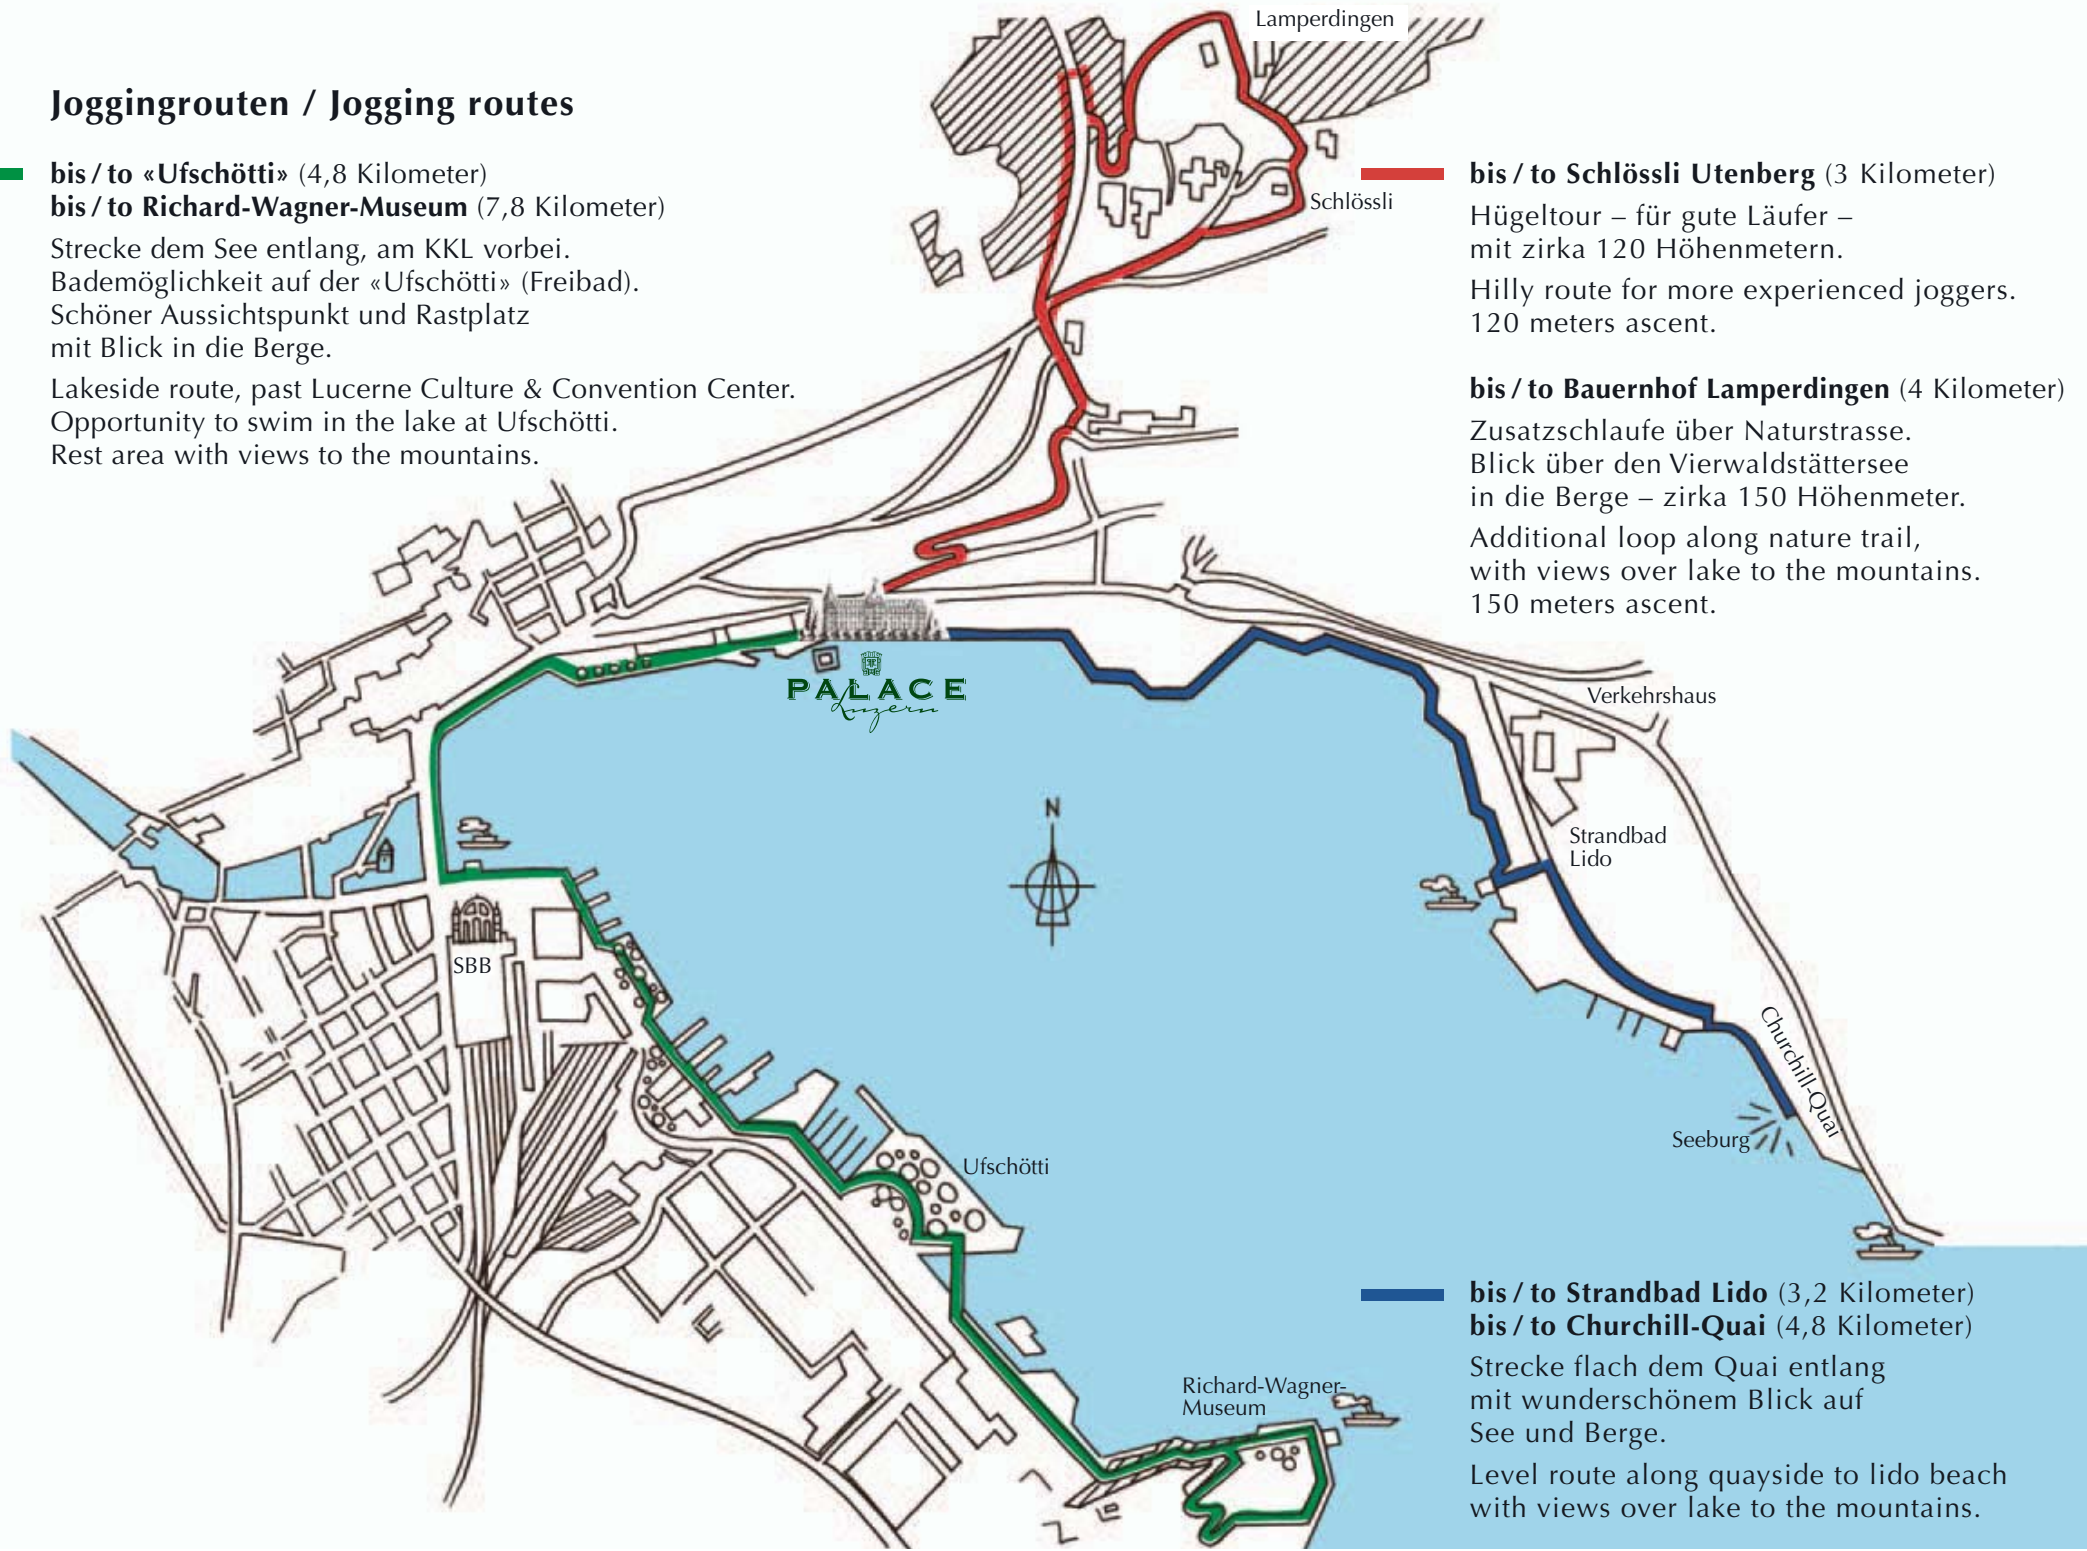 Joggingrouten / Jogging routes
bis / to «Ufschötti» (4,8 Kilometer)
bis / to Richard-Wagner-Museum (7,8 Kilometer)
Strecke dem See entlang, am KKL vorbei.
Bademöglichkeit auf der «Ufschötti» (Freibad).
Schöner Aussichtspunkt und Rastplatz
mit Blick in die Berge.
Lakeside route, past Lucerne Culture & Convention Center.
Opportunity to swim in the lake at Ufschötti.
Rest area with views to the mountains.
Lamperdingen
Schlössli
bis / to Schlössli Utenberg (3 Kilometer)
Hügeltour – für gute Läufer –
mit zirka 120 Höhenmetern.
Hilly route for more experienced joggers.
120 meters ascent.
bis / to Bauernhof Lamperdingen (4 Kilometer)
Zusatzschlaufe über Naturstrasse.
Blick über den Vierwaldstättersee
in die Berge – zirka 150 Höhenmeter.
Additional loop along nature trail,
with views over lake to the mountains.
150 meters ascent.
PALACE
Luzern
Verkehrshaus
N
Strandbad
Lido
SBB
Churchill-Quai
Seeburg
Ufschötti
Richard-Wagner-
Museum
bis / to Strandbad Lido (3,2 Kilometer)
bis / to Churchill-Quai (4,8 Kilometer)
Strecke flach dem Quai entlang
mit wunderschönem Blick auf
See und Berge.
Level route along quayside to lido beach
with views over lake to the mountains.